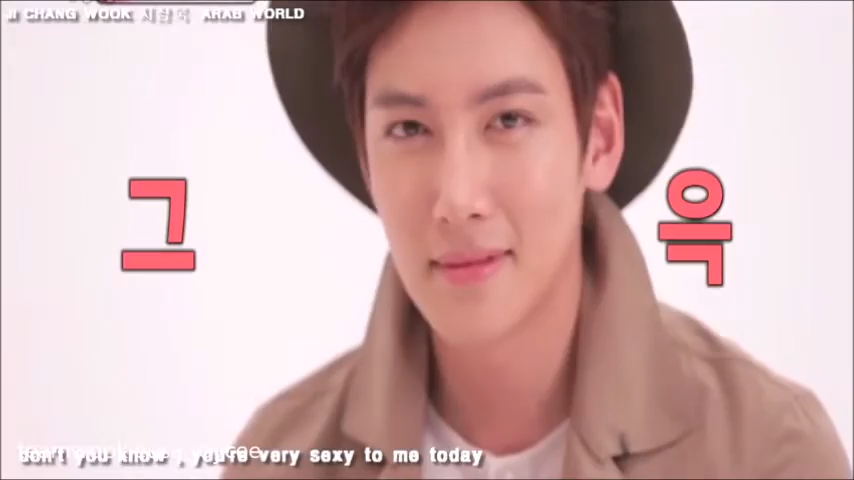 JI CHANG WOOK 지창욱 ARAB WORLD
그 윽
don't you know , you're very sexy to me today